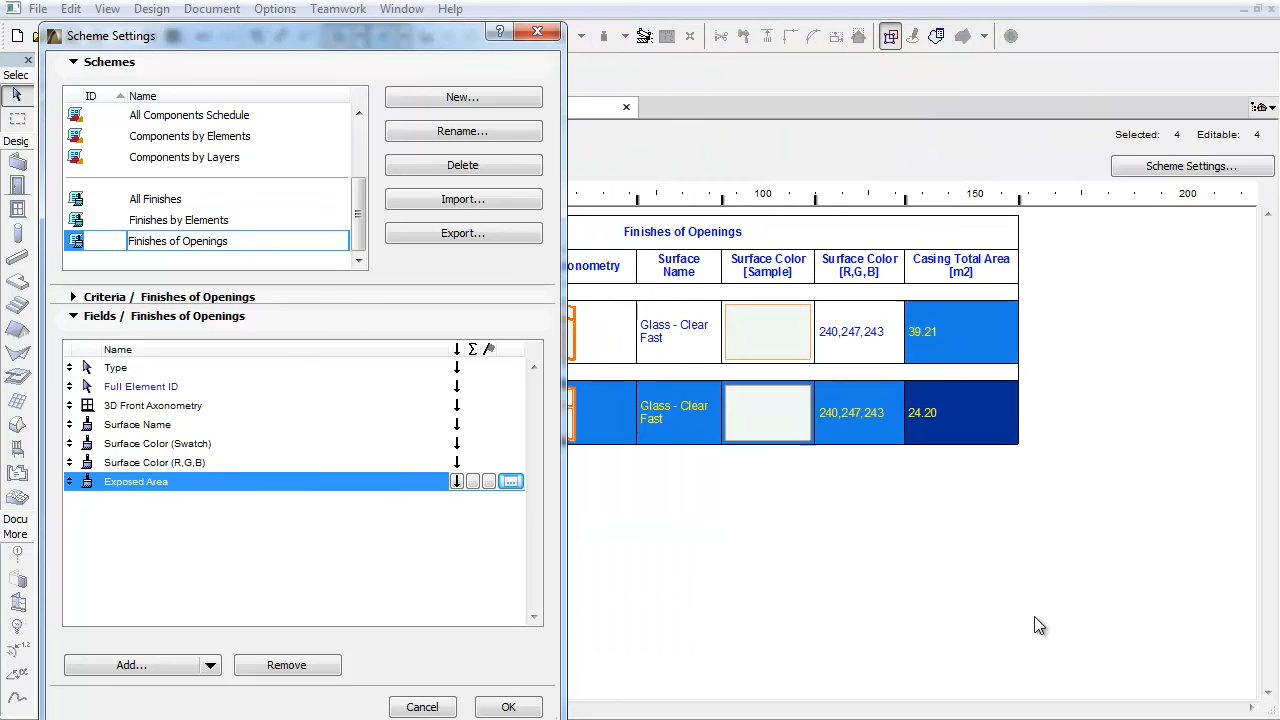 File Edit View Design Document Options Teamwork Window Help
Scheme Settings
?
Selec
Schemes
ID Name
All Components Schedule
Components by Elements
Components by Layers
All Finishes
Finishes by Elements
Finishes of Openings
New...
Rename...
Delete
Import...
Export...
Selected: 4 Editable: 4
Scheme Settings...
100 150 200
Desig
Finishes of Openings
onometry Surface Name Surface Color [Sample] Surface Color [R,G,B] Casing Total Area [m2]
Glass - Clear Fast 240,247,243 39.21
Glass - Clear Fast 240,247,243 24.20
Criteria / Finishes of Openings
Fields / Finishes of Openings
Name Σ
Type
Full Element ID
3D Front Axonometry
Surface Name
Surface Color (Swatch)
Surface Color (R,G,B)
Exposed Area ...
Docu
More
1.2
Add... Remove
Cancel OK